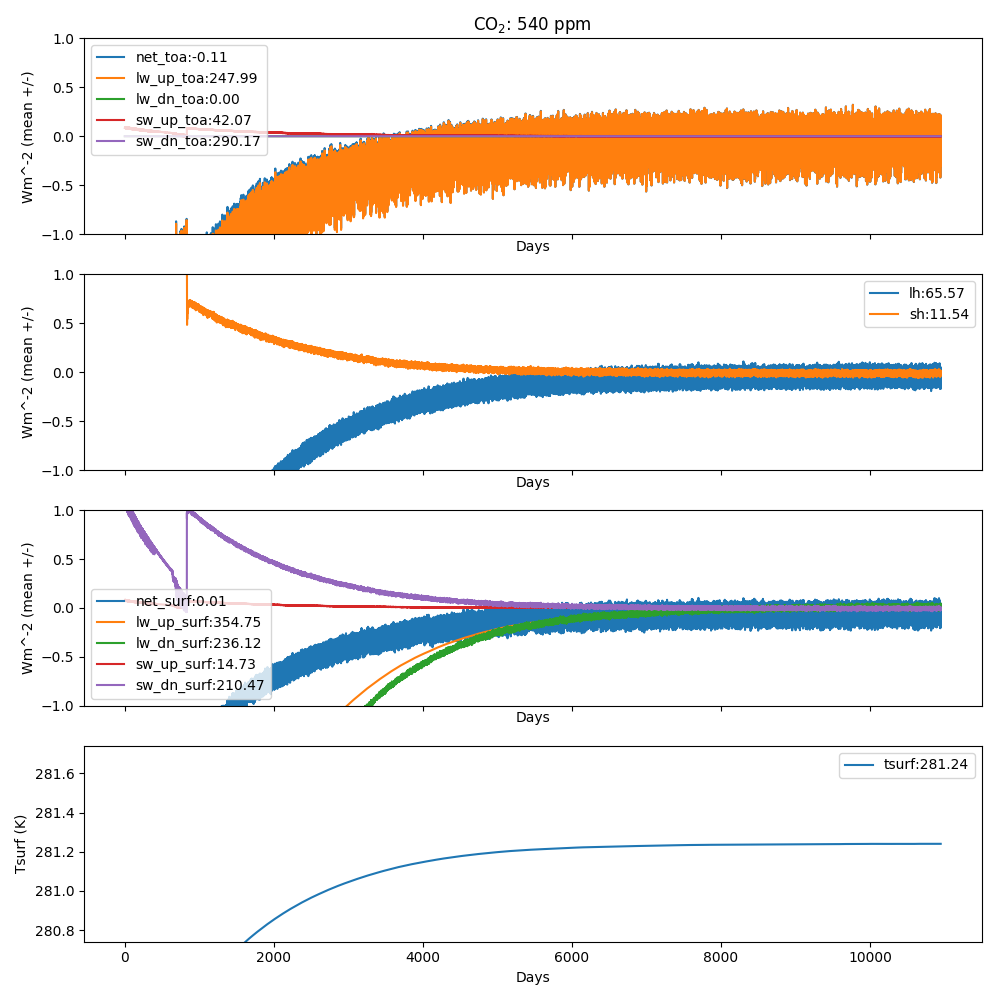 CO₂: 540 ppm
1.0
0.5
0.0
−0.5
−1.0
Wm^-2 (mean +/-)
net_toa:-0.11
lw_up_toa:247.99
lw_dn_toa:0.00
sw_up_toa:42.07
sw_dn_toa:290.17
Days
1.0
0.5
0.0
−0.5
−1.0
Wm^-2 (mean +/-)
lh:65.57
sh:11.54
Days
1.0
0.5
0.0
−0.5
−1.0
Wm^-2 (mean +/-)
net_surf:0.01
lw_up_surf:354.75
lw_dn_surf:236.12
sw_up_surf:14.73
sw_dn_surf:210.47
Days
281.6
281.4
281.2
281.0
280.8
Tsurf (K)
tsurf:281.24
0 2000 4000 6000 8000 10000
Days